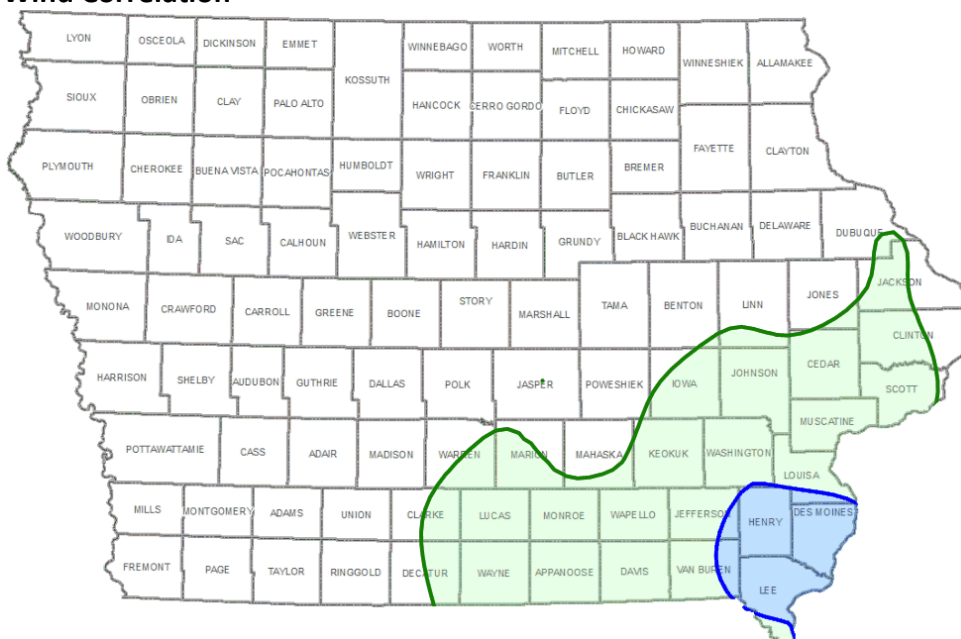 Wind Correlation
LYON OSCEOLA DICKINSON EMMET WINNEBAGO WORTH MITCHELL HOWARD WINNESHIEK ALLAMAKEE
KOSSUTH
SIOUX OBRIEN CLAY PALO ALTO HANCOCK CERRO GORDO FLOYD CHICKASAW
PLYMOUTH CHEROKEE BUENA VISTA POCAHONTAS HUMBOLDT WRIGHT FRANKLIN BUTLER BREMER FAYETTE CLAYTON
WOODBURY IDA SAC CALHOUN WEBSTER HAMILTON HARDIN GRUNDY BLACK HAWK BUCHANAN DELAWARE DUBUQUE
MONONA CRAWFORD CARROLL GREENE BOONE STORY MARSHALL TAMA BENTON LINN JONES JACKSON
CLINTON
HARRISON SHELBY AUDUBON GUTHRIE DALLAS POLK JASPER POWESHIEK IOWA JOHNSON CEDAR SCOTT
MUSCATINE
POTTAWATTAMIE CASS ADAIR MADISON WARREN MARION MAHASKA KEOKUK WASHINGTON
LOUISA
MILLS MONTGOMERY ADAMS UNION CLARKE LUCAS MONROE WAPELLO JEFFERSON HENRY DES MOINES
FREMONT PAGE TAYLOR RINGGOLD DECATUR WAYNE APPANOOSE DAVIS VAN BUREN LEE